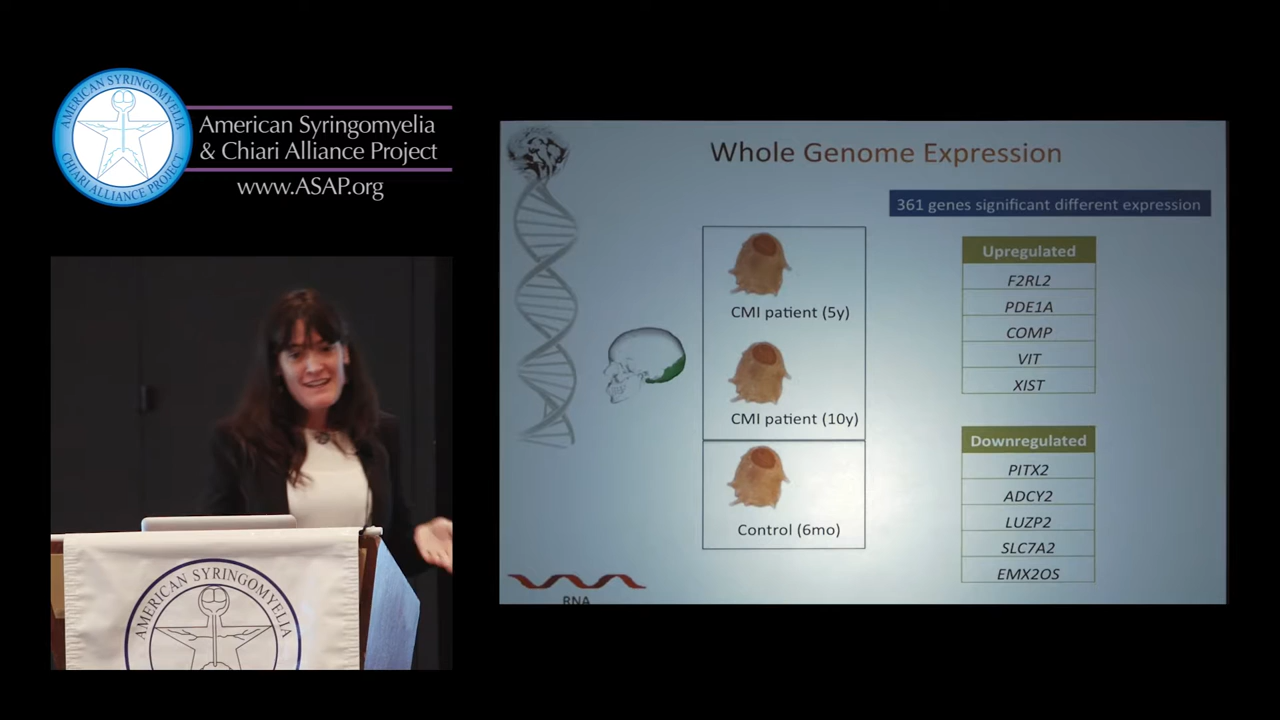 AMERICAN SYRINGOMYELIA
CHIARI ALLIANCE PROJECT
American Syringomyelia
& Chiari Alliance Project
www.ASAP.org
Whole Genome Expression
361 genes significant different expression
CMI patient (5y)
CMI patient (10y)
Control (6mo)
Upregulated
F2RL2
PDE1A
COMP
VIT
XIST
Downregulated
PITX2
ADCY2
LUZP2
SLC7A2
EMX2OS
RNA
AMERICAN SYRINGOMYELIA